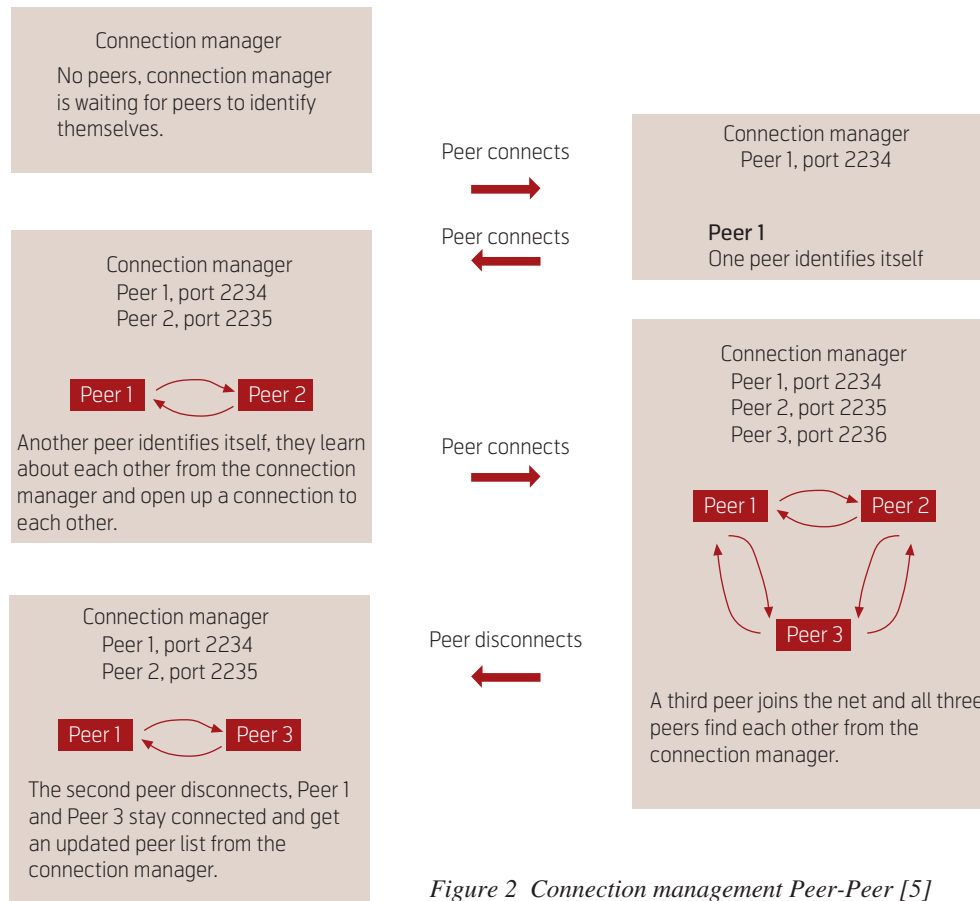 Connection manager
No peers, connection manager
is waiting for peers to identify
themselves.
Peer connects
Connection manager
Peer 1, port 2234
Peer 1
One peer identifies itself
Peer connects
Connection manager
Peer 1, port 2234
Peer 2, port 2235
Peer 1
Peer 2
Another peer identifies itself, they learn
about each other from the connection
manager and open up a connection to
each other.
Peer connects
Connection manager
Peer 1, port 2234
Peer 2, port 2235
Peer 3, port 2236
Peer 1
Peer 2
Peer 3
A third peer joins the net and all three
peers find each other from the
connection manager.
Peer disconnects
Connection manager
Peer 1, port 2234
Peer 2, port 2235
Peer 1
Peer 3
The second peer disconnects, Peer 1
and Peer 3 stay connected and get
an updated peer list from the
connection manager.
Figure 2 Connection management Peer-Peer [5]